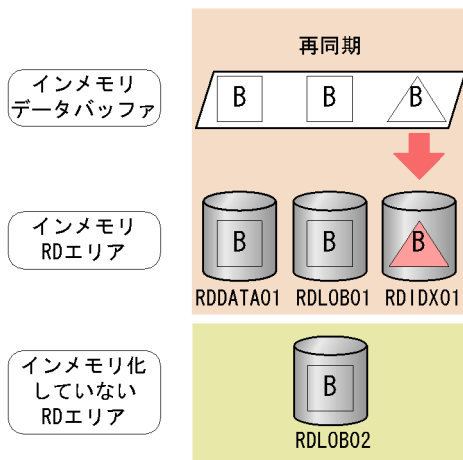 再同期
インメモリ
データバッファ
B B B
インメモリ
RDエリア
B B B
RDDATA01 RDLOB01 RDIDX01
インメモリ化
していない
RDエリア
B
RDLOB02